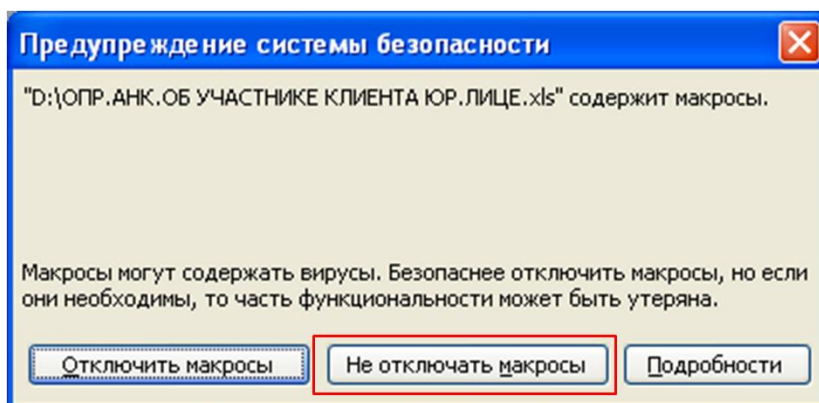 Предупреждение системы безопасности
"D:\ОПР.АНК.ОБ УЧАСТНИКЕ КЛИЕНТА ЮР.ЛИЦЕ.xls" содержит макросы.
Макросы могут содержать вирусы. Безопаснее отключить макросы, но если
они необходимы, то часть функциональности может быть утеряна.
Отключить макросы Не отключать макросы Подробности